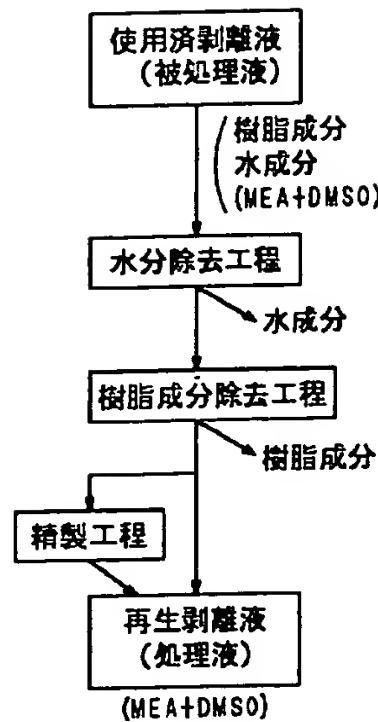 使用済剥離液
(被処理液)
樹脂成分
水成分
(MEA+DMSO)
水分除去工程
水成分
樹脂成分除去工程
樹脂成分
精製工程
再生剥離液
(処理液)
(MEA+DMSO)